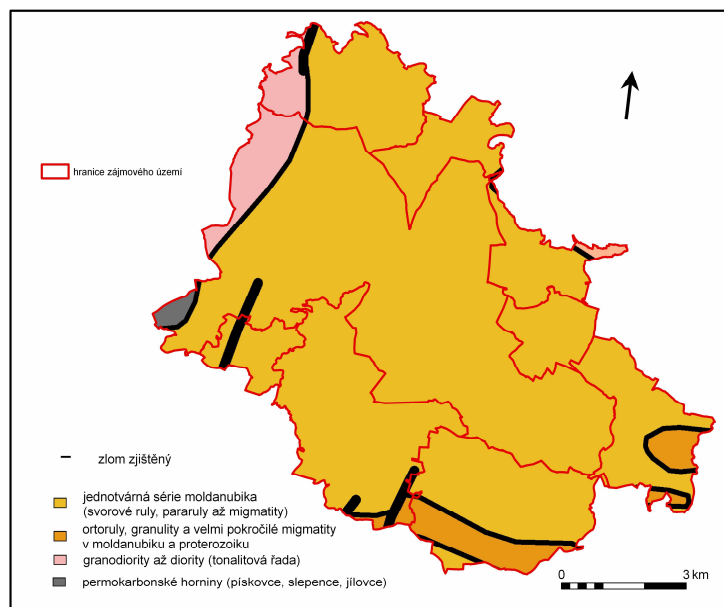 hranice zájmového území
zlom zjištěný
jednotvárná série moldanubika
(svorové ruly, pararuly až migmatity)
ortoruly, granulity a velmi pokročilé migmatity
v moldanubiku a proterozoiku
granodiority až diority (tonalitová řada)
permokarbonské horniny (pískovce, slepence, jílovce)
0 3 km